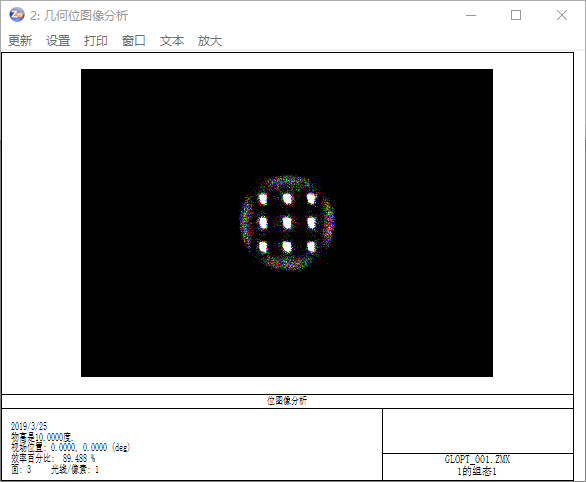 2: 几何位图像分析
更新 设置 打印 窗口 文本 放大
位图像分析
2019/3/25
物高是10.0000度.
视场位置: 0.0000, 0.0000 (deg)
效率百分比: 89.488 %
面: 3 光线/像素: 1
GLOPT_001.ZMX
1的组态1